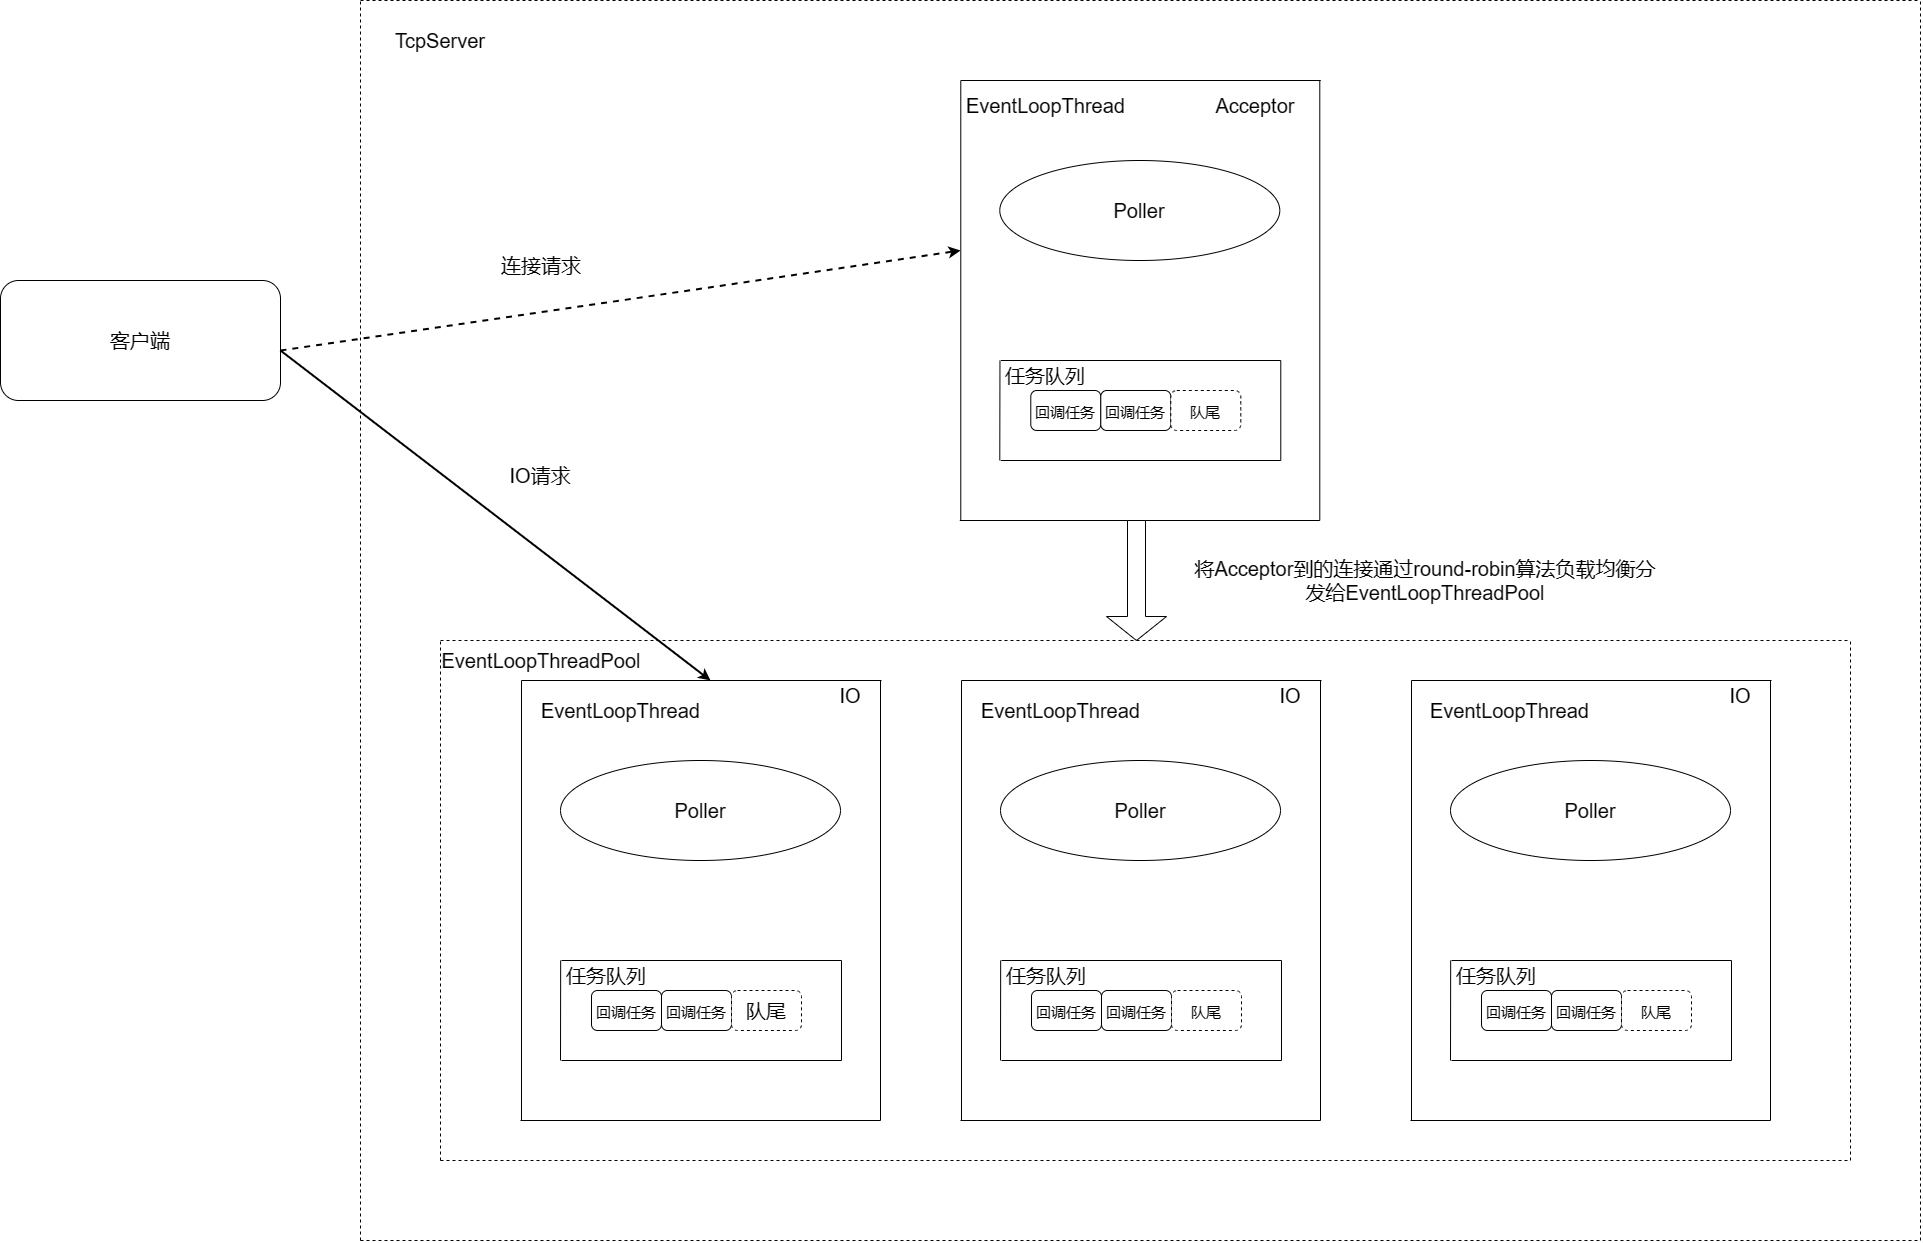 TcpServer
EventLoopThread
Acceptor
Poller
连接请求
客户端
任务队列
回调任务
回调任务
队尾
IO请求
将Acceptor到的连接通过round-robin算法负载均衡分
发给EventLoopThreadPool
EventLoopThreadPool
IO
EventLoopThread
Poller
任务队列
回调任务
回调任务
队尾
IO
EventLoopThread
Poller
任务队列
回调任务
回调任务
队尾
IO
EventLoopThread
Poller
任务队列
回调任务
回调任务
队尾